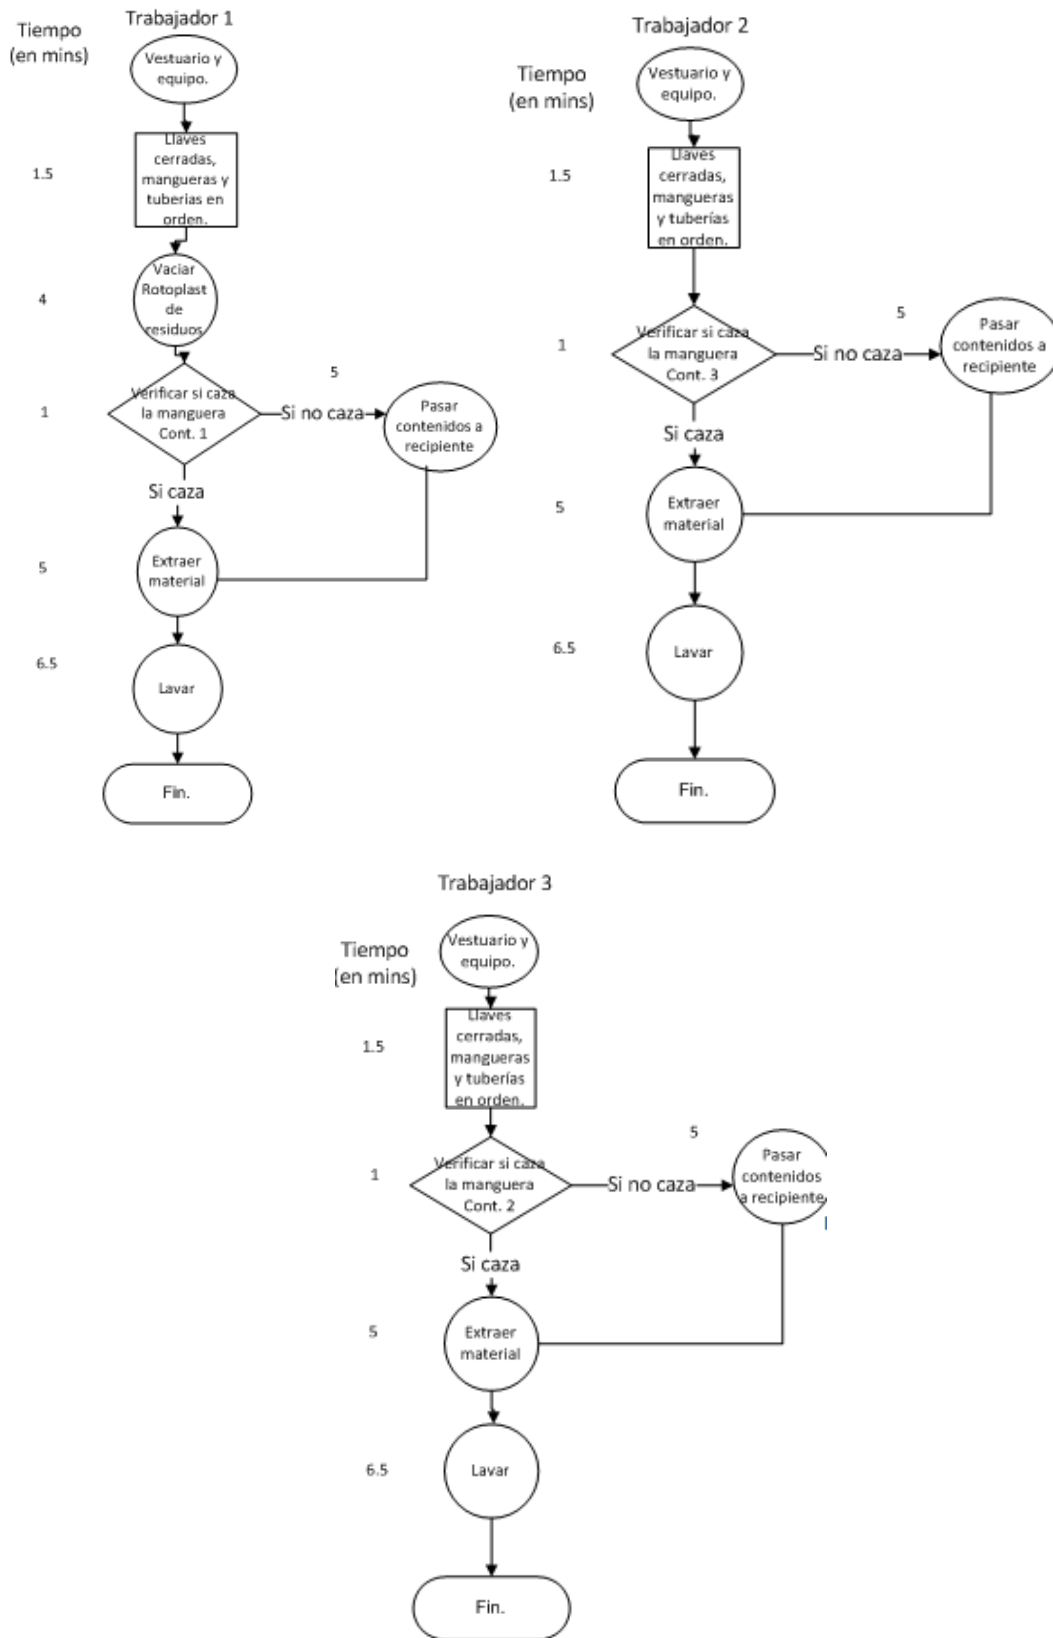 Trabajador 1
Tiempo
(en mins)
Vestuario y
equipo.
1.5
Llaves
cerradas,
mangueras y
tuberias en
orden.
4
Vaciar
Rotoplast
de
residuos
1
Verificar si caza
la manguera
Cont. 1
Si no caza
5
Pasar
contenidos a
recipiente
Si caza
5
Extraer
material
6.5
Lavar
Fin.
Trabajador 2
Tiempo
(en mins)
Vestuario y
equipo.
1.5
Llaves
cerradas,
mangueras
y tuberías
en orden.
1
Verificar si caza
la manguera
Cont. 3
Si no caza
5
Pasar
contenidos a
recipiente
Si caza
5
Extraer
material
6.5
Lavar
Fin.
Trabajador 3
Tiempo
(en mins)
Vestuario y
equipo.
1.5
Llaves
cerradas,
mangueras
y tuberías
en orden.
1
Verificar si caza
la manguera
Cont. 2
Si no caza
5
Pasar
contenidos
a recipiente
Si caza
5
Extraer
material
6.5
Lavar
Fin.